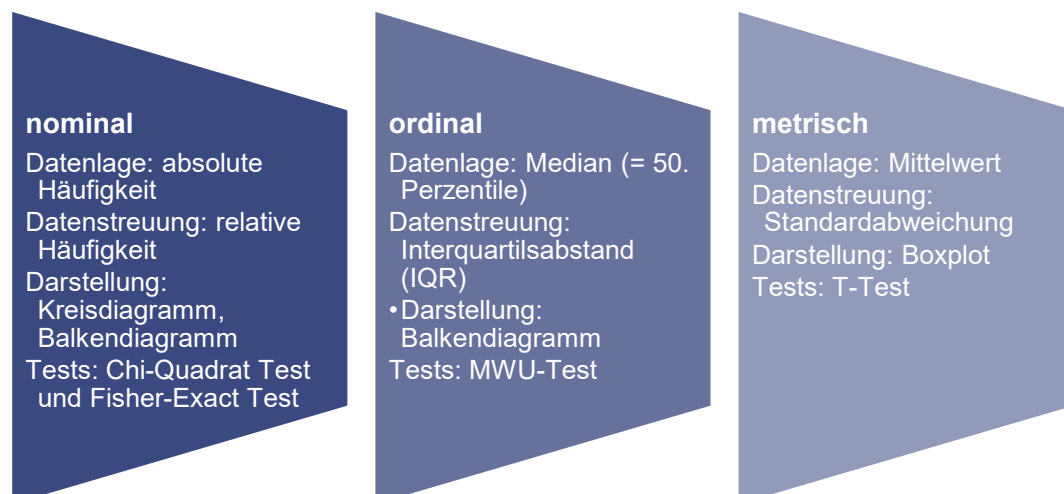 nominal
Datenlage: absolute
Häufigkeit
Datenstreuung: relative
Häufigkeit
Darstellung:
Kreisdiagramm,
Balkendiagramm
Tests: Chi-Quadrat Test
und Fisher-Exact Test
ordinal
Datenlage: Median (= 50.
Perzentile)
Datenstreuung:
Interquartilsabstand
(IQR)
•Darstellung:
Balkendiagramm
Tests: MWU-Test
metrisch
Datenlage: Mittelwert
Datenstreuung:
Standardabweichung
Darstellung: Boxplot
Tests: T-Test